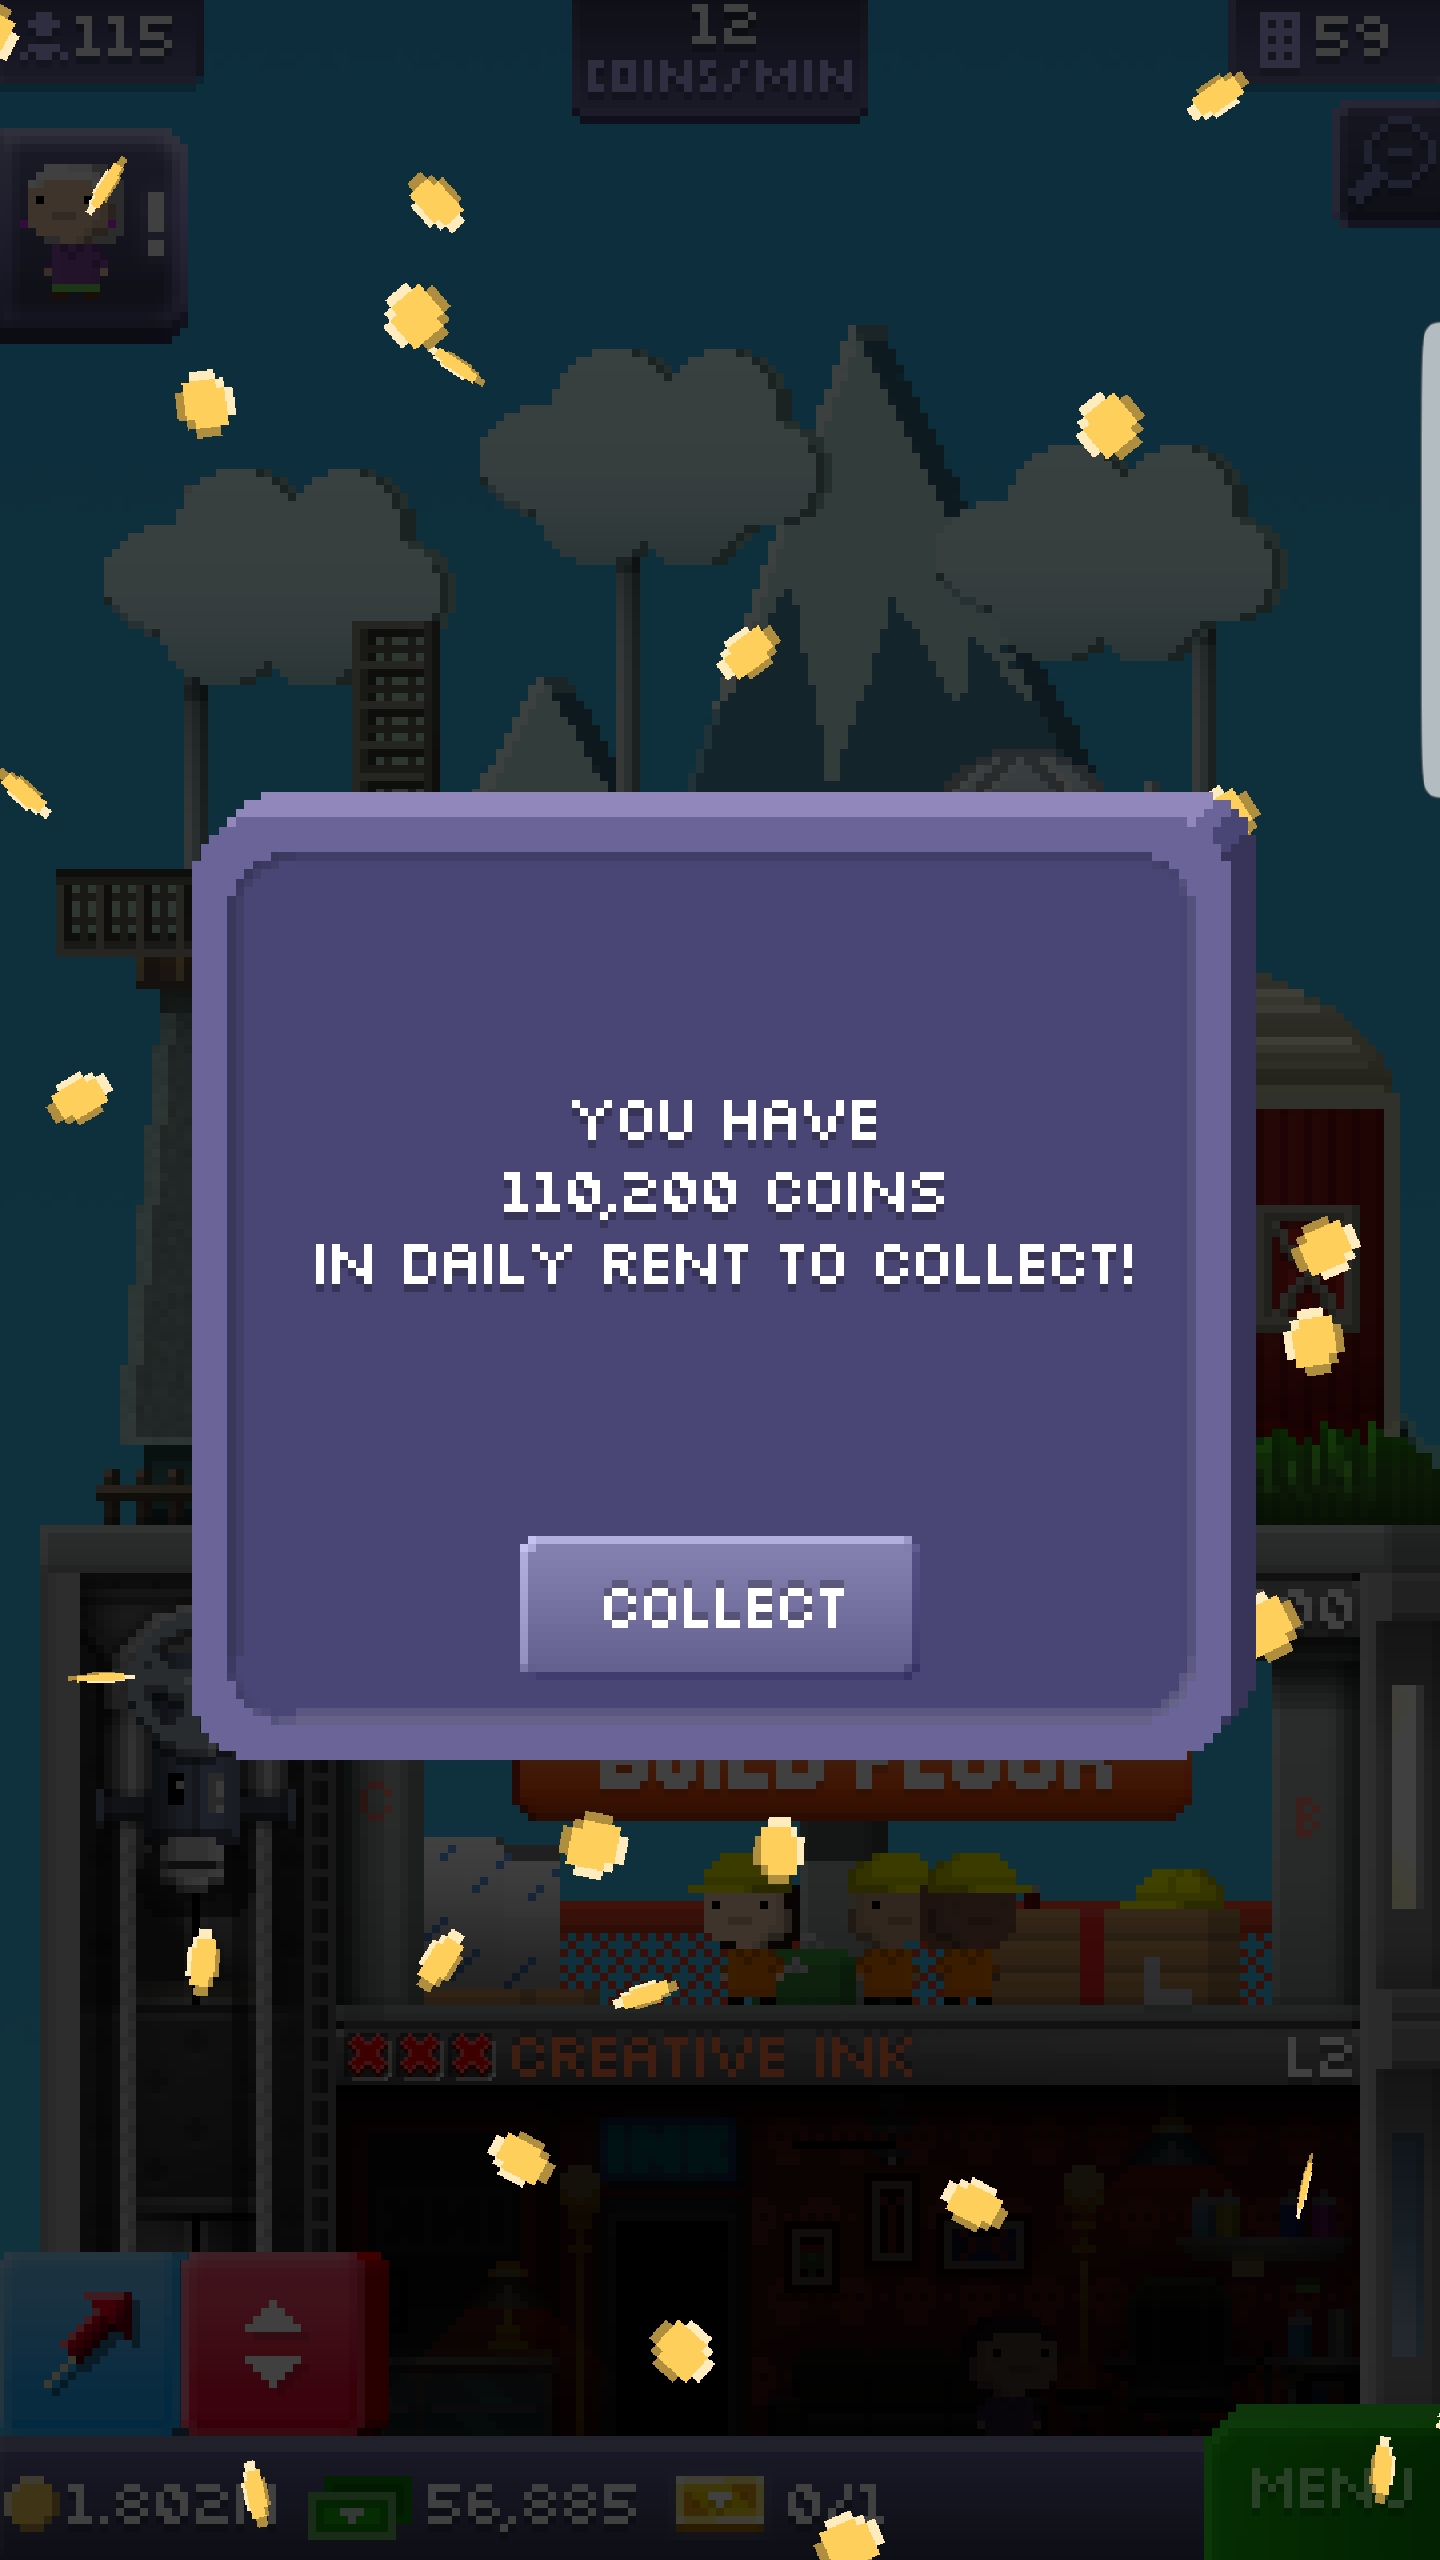 115
12
COINS/MIN
59
!
YOU HAVE
110,200 COINS
IN DAILY RENT TO COLLECT!
COLLECT
BUILD FLOOR
C
B
CREATIVE INK
L2
INK
1.802M
56,885
0/1
MENU